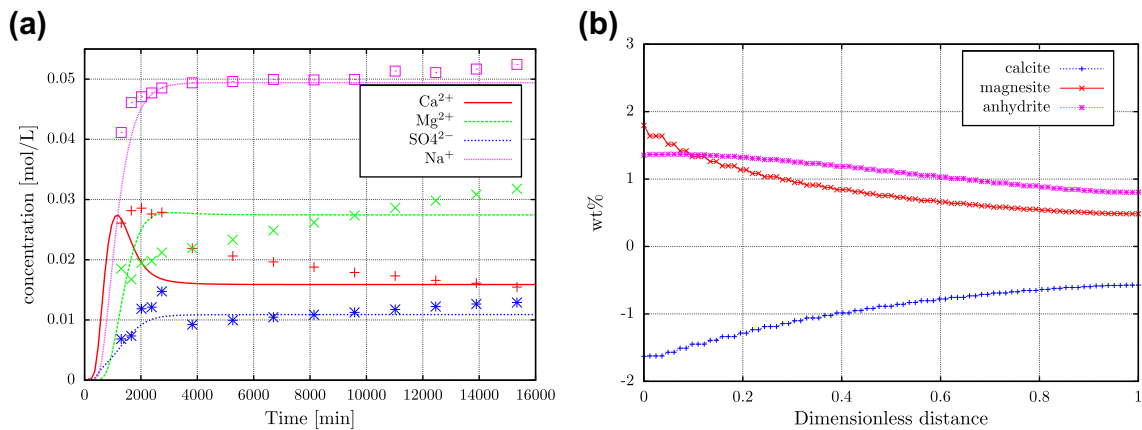 (a)
concentration [mol/L]
0.05
0.04
0.03
0.02
0.01
0
0 2000 4000 6000 8000 10000 12000 14000 16000
Time [min]
Ca2+
Mg2+
SO42−
Na+
(b)
wt%
3
2
1
0
-1
-2
0 0.2 0.4 0.6 0.8 1
Dimensionless distance
calcite
magnesite
anhydrite